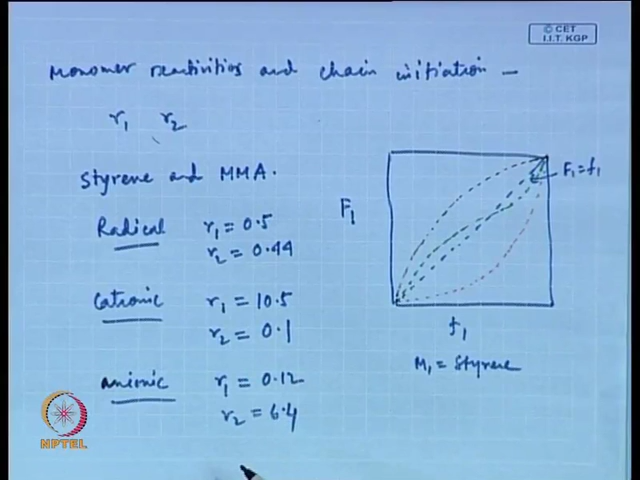 © CET
I.I.T. KGP
Monomer reactivities and chain initiation –
r1 r2
Styrene and MMA.
Radical r1 = 0.5
r2 = 0.44
Cationic r1 = 10.5
r2 = 0.1
anionic r1 = 0.12
r2 = 6.4
F1
F1 = f1
f1
M1 = Styrene
NPTEL